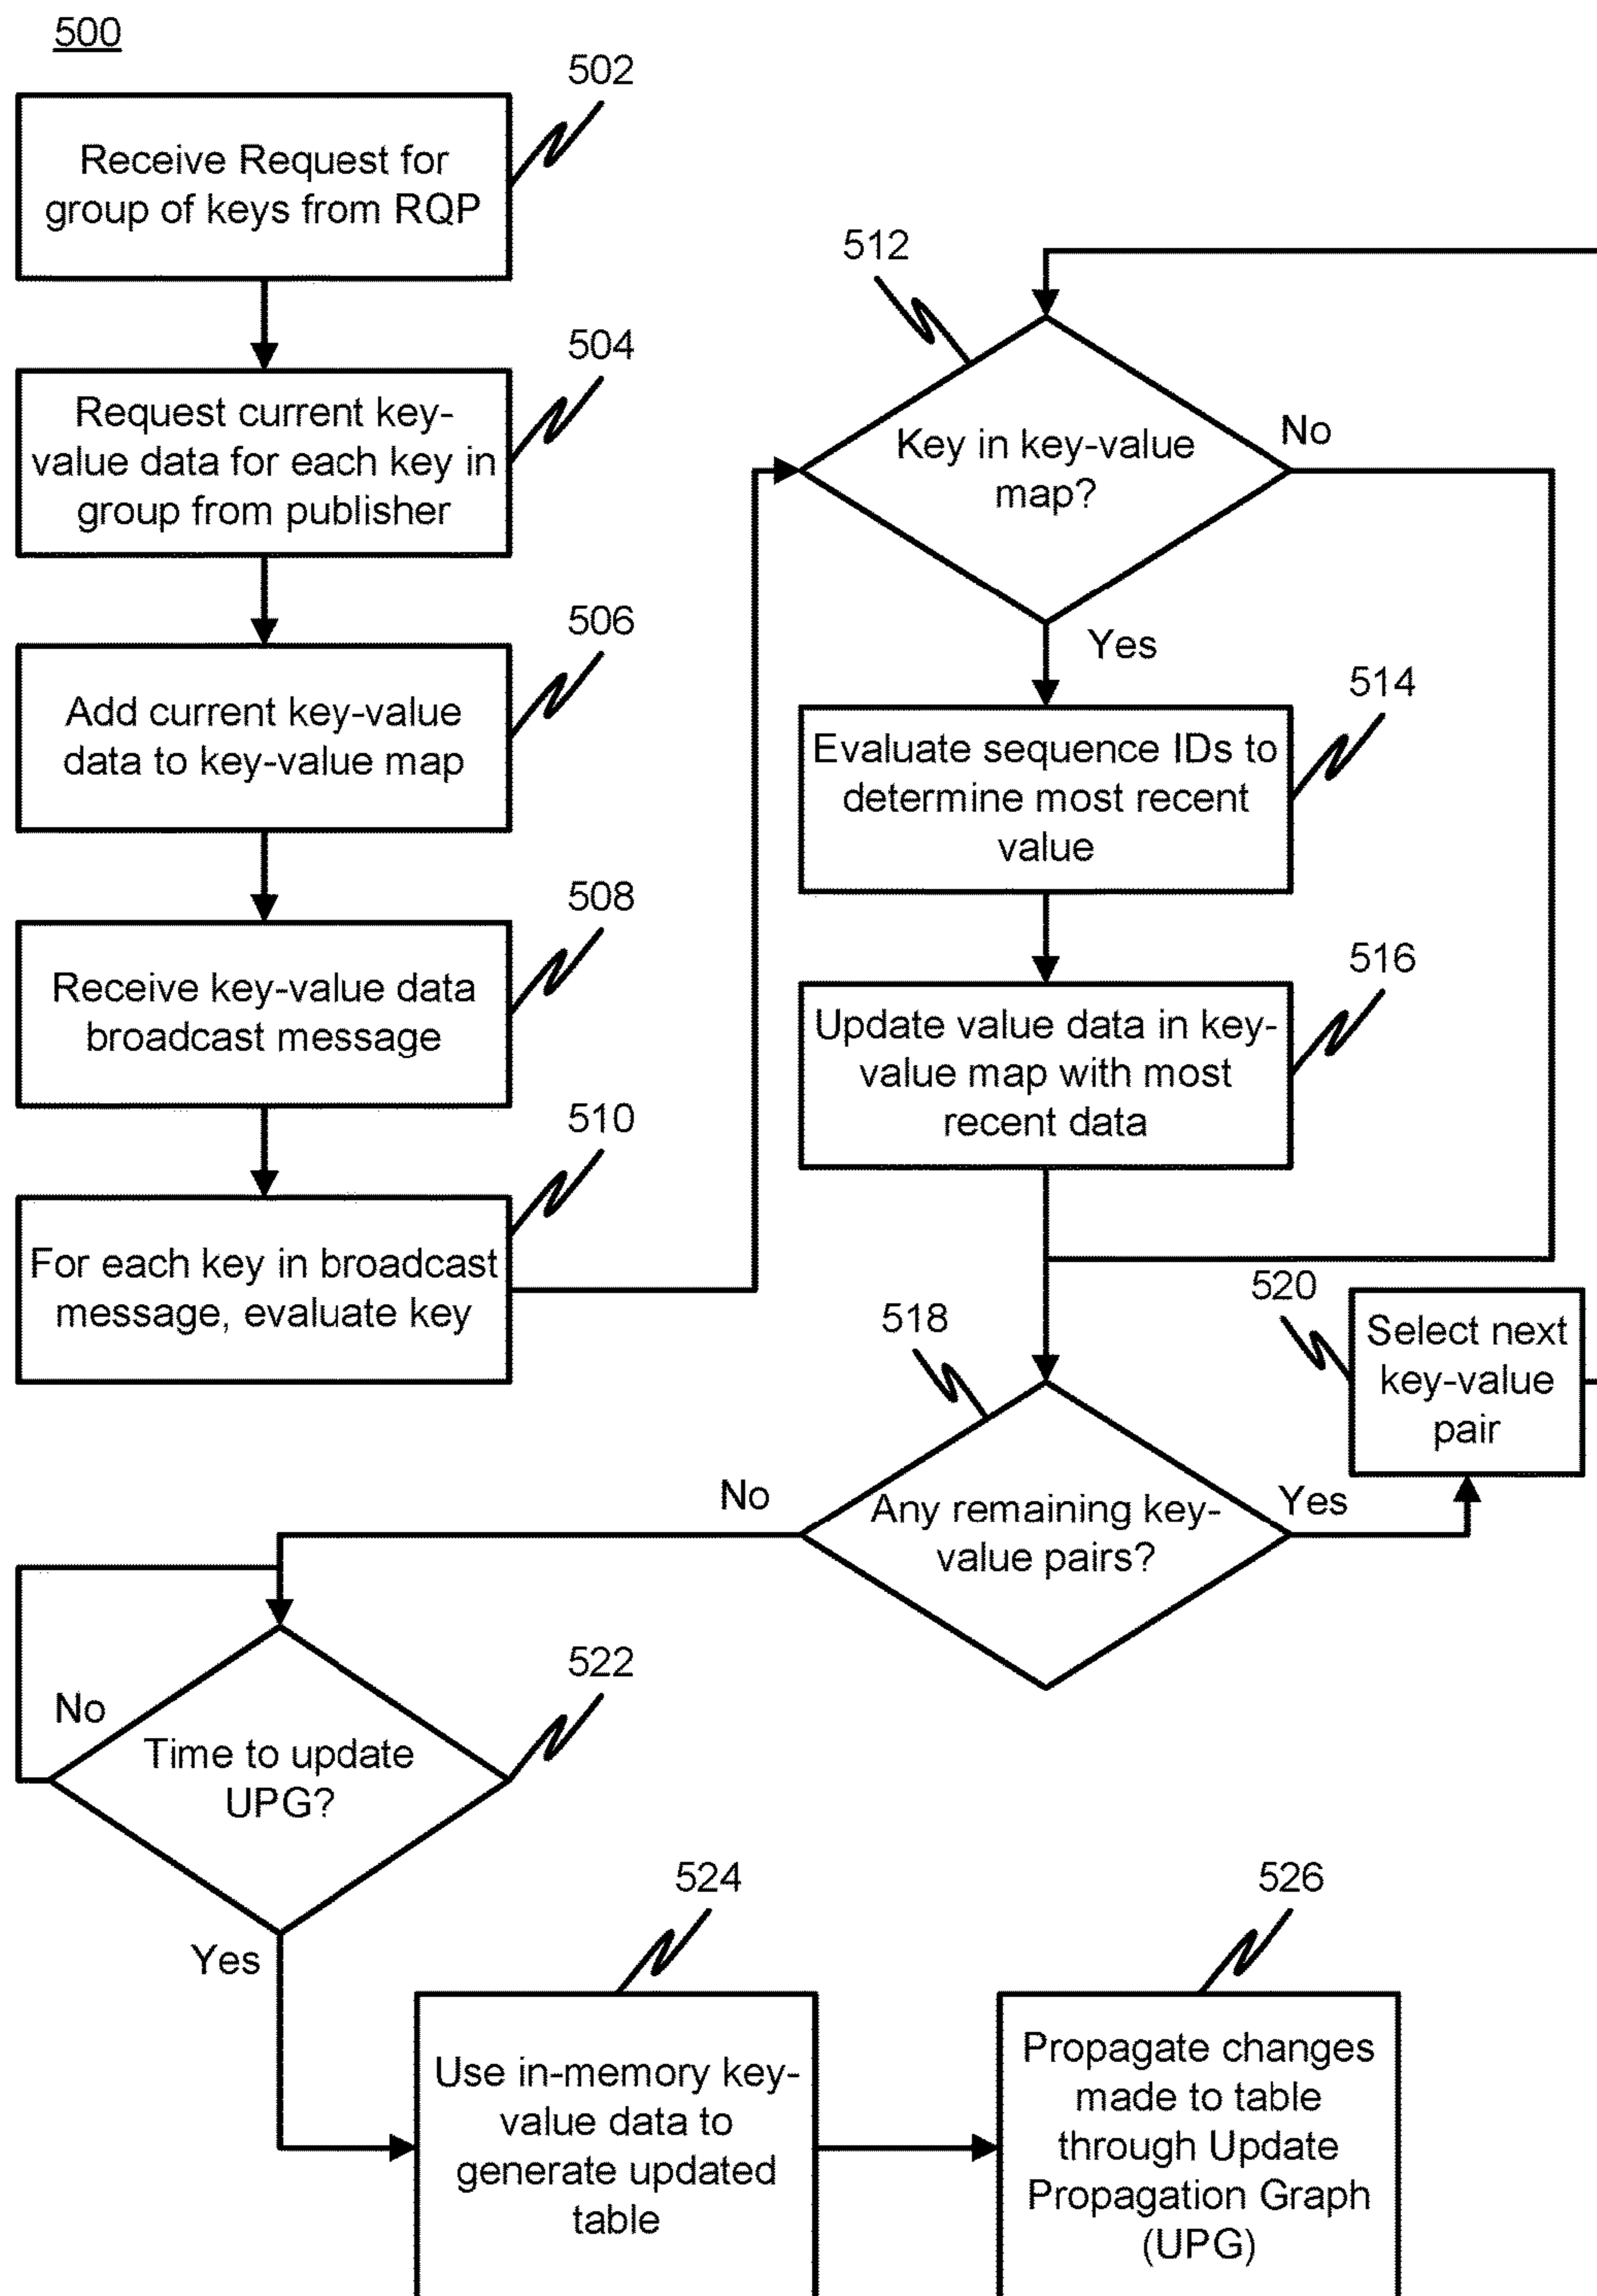 500
502
Receive Request for
group of keys from RQP
504
Request current key-
value data for each key in
group from publisher
506
Add current key-value
data to key-value map
508
Receive key-value data
broadcast message
510
For each key in broadcast
message, evaluate key
512
Key in key-value
map?
No
Yes
514
Evaluate sequence IDs to
determine most recent
value
516
Update value data in key-
value map with most
recent data
518
Any remaining key-
value pairs?
No
Yes
520
Select next
key-value
pair
522
Time to update
UPG?
No
Yes
524
Use in-memory key-
value data to
generate updated
table
526
Propagate changes
made to table
through Update
Propagation Graph
(UPG)